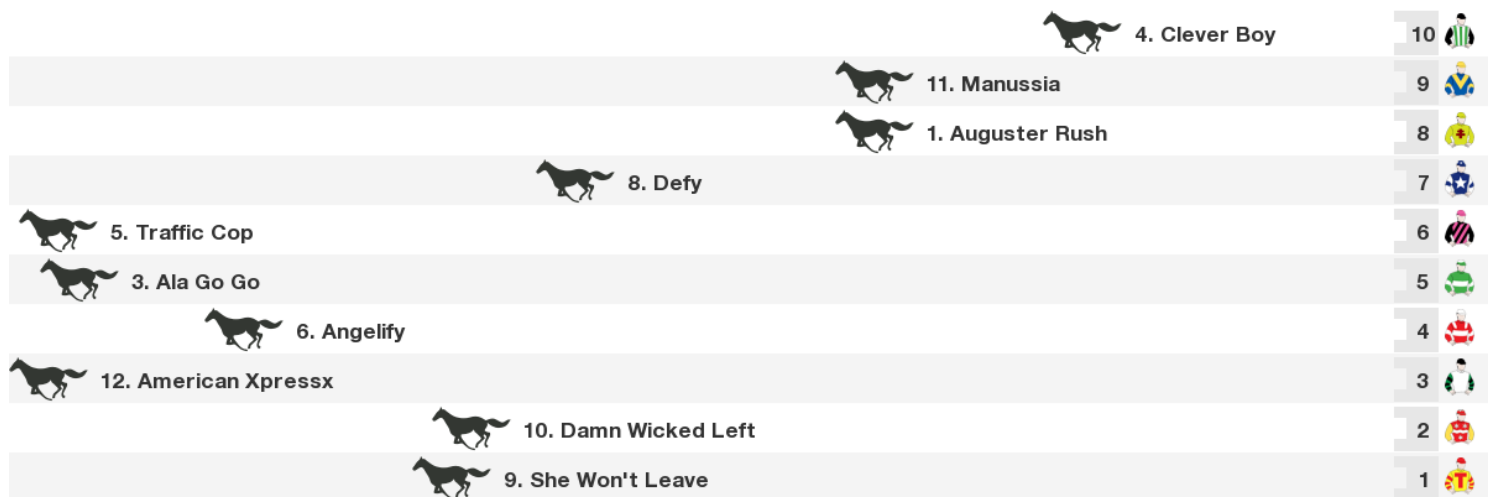 4. Clever Boy 10
11. Manussia 9
1. Auguster Rush 8
8. Defy 7
5. Traffic Cop 6
3. Ala Go Go 5
6. Angelify 4
12. American Xpressx 3
10. Damn Wicked Left 2
9. She Won't Leave 1 T